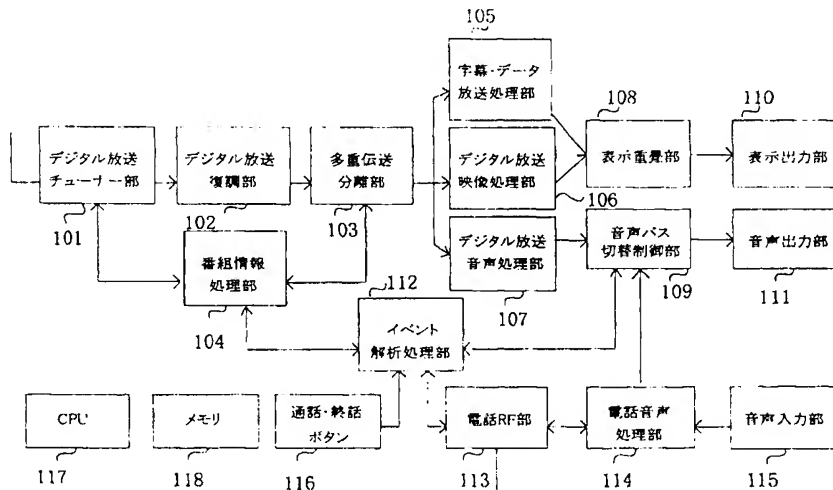 105
字幕・データ
放送処理部
108
110
デジタル放送
チューナー部
デジタル放送
復調部
多重伝送
分離部
デジタル放送
映像処理部
表示重畳部
表示出力部
101
102
103
106
番組情報
処理部
デジタル放送
音声処理部
音声パス
切替制御部
音声出力部
104
112
107
109
111
イベント
解析処理部
CPU
メモリ
通話・終話
ボタン
電話RF部
電話音声
処理部
音声入力部
117
118
116
113
114
115